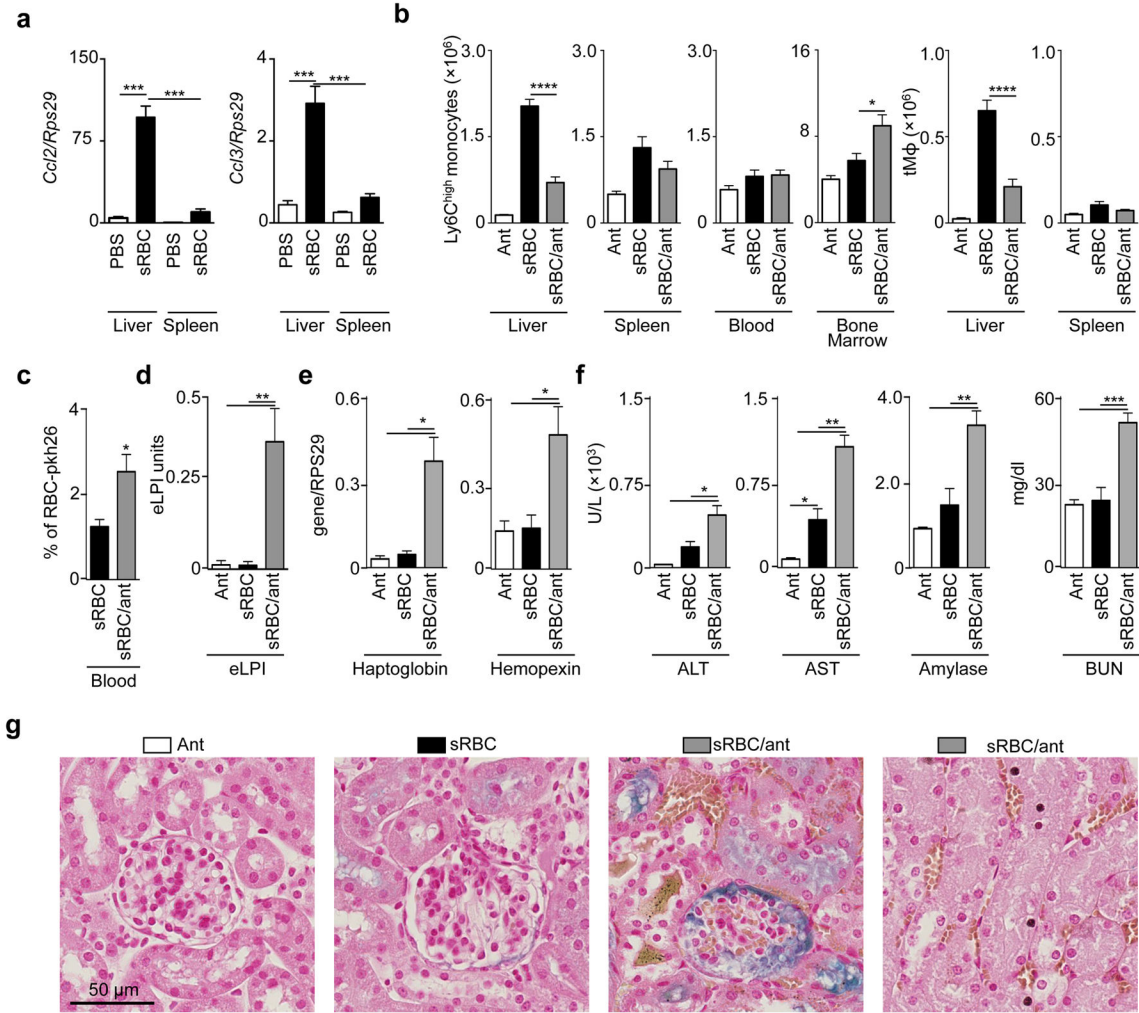 a
Ccl2/Rps29
150
75
0
***
***
PBS
sRBC
PBS
sRBC
Liver
Spleen
Ccl3/Rps29
4
2
0
***
***
PBS
sRBC
PBS
sRBC
Liver
Spleen
b
Ly6Chigh monocytes (×10⁶)
3.0
1.5
0
****
Ant
sRBC
sRBC/ant
Liver
3.0
1.5
0
Ant
sRBC
sRBC/ant
Spleen
3.0
1.5
0
Ant
sRBC
sRBC/ant
Blood
16
8
0
*
Ant
sRBC
sRBC/ant
Bone
Marrow
tMϕ (×10⁶)
1.0
0.6
0
****
Ant
sRBC
sRBC/ant
Liver
1.0
0.5
0
Ant
sRBC
sRBC/ant
Spleen
c
% of RBC-pkh26
4
2
0
*
sRBC
sRBC/ant
Blood
d
eLPI units
0.5
0.25
0
**
Ant
sRBC
sRBC/ant
eLPI
e
gene/RPS29
0.6
0.3
0.0
*
Ant
sRBC
sRBC/ant
Haptoglobin
0.6
0.3
0.0
*
Ant
sRBC
sRBC/ant
Hemopexin
f
U/L (×10³)
1.5
0.75
0
*
Ant
sRBC
sRBC/ant
ALT
1.5
0.75
0
*
**
Ant
sRBC
sRBC/ant
AST
4.0
2.0
0
**
Ant
sRBC
sRBC/ant
Amylase
mg/dl
60
30
0
***
Ant
sRBC
sRBC/ant
BUN
g
Ant
sRBC
sRBC/ant
sRBC/ant
50 µm